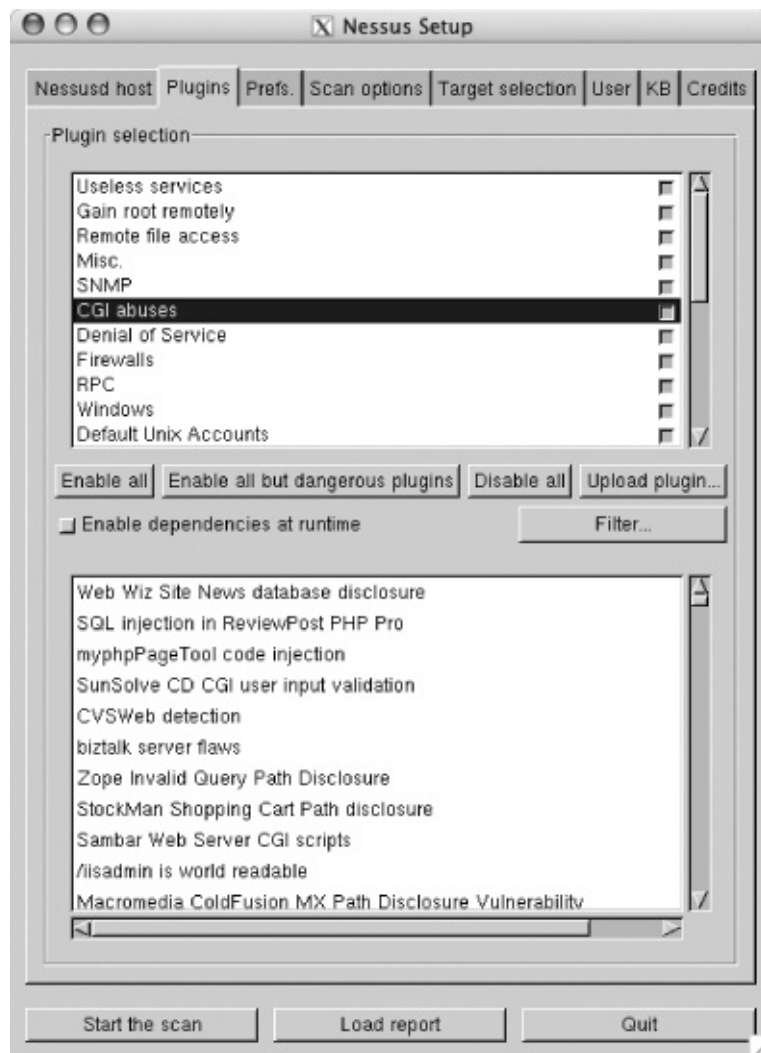 Nessus Setup
Nessusd host Plugins Prefs. Scan options Target selection User KB Credits
Plugin selection
Useless services
Gain root remotely
Remote file access
Misc.
SNMP
CGI abuses
Denial of Service
Firewalls
RPC
Windows
Default Unix Accounts
Enable all Enable all but dangerous plugins Disable all Upload plugin...
Enable dependencies at runtime Filter...
Web Wiz Site News database disclosure
SQL injection in ReviewPost PHP Pro
myphpPageTool code injection
SunSolve CD CGI user input validation
CVSWeb detection
biztalk server flaws
Zope Invalid Query Path Disclosure
StockMan Shopping Cart Path disclosure
Sambar Web Server CGI scripts
/iisadmin is world readable
Macromedia ColdFusion MX Path Disclosure Vulnerability
Start the scan Load report Quit